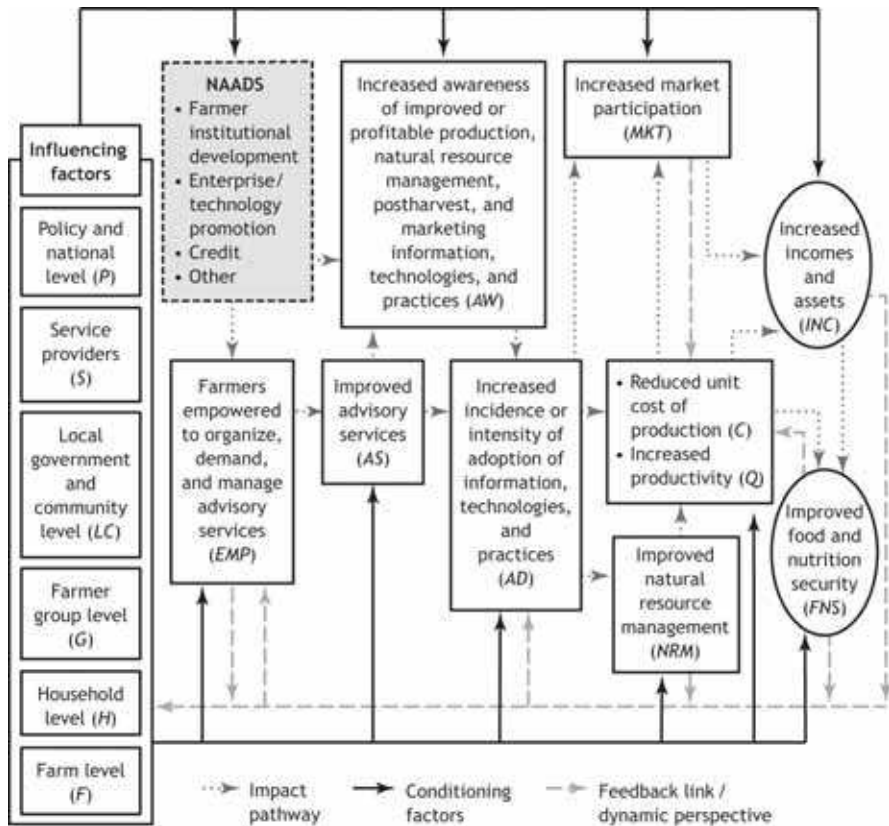 Influencing
factors
Policy and
national level (P)
Service
providers (S)
Local
government
and
community
level (LC)
Farmer
group level
(G)
Household
level (H)
Farm level
(F)
NAADS
• Farmer
institutional
development
• Enterprise/
technology
promotion
• Credit
• Other
Increased awareness
of improved or
profitable production,
natural resource
management,
postharvest, and
marketing
information,
technologies, and
practices (AW)
Increased market
participation
(MKT)
Increased
incomes
and
assets
(INC)
Farmers
empowered
to organize,
demand,
and manage
advisory
services
(EMP)
Improved
advisory
services
(AS)
Increased
incidence or
intensity of
adoption of
information,
technologies,
and
practices
(AD)
• Reduced unit
cost of
production (C)
• Increased
productivity (Q)
Improved
natural
resource
management
(NRM)
Improved
food and
nutrition
security
(FNS)
Impact
pathway
Conditioning
factors
Feedback link /
dynamic perspective